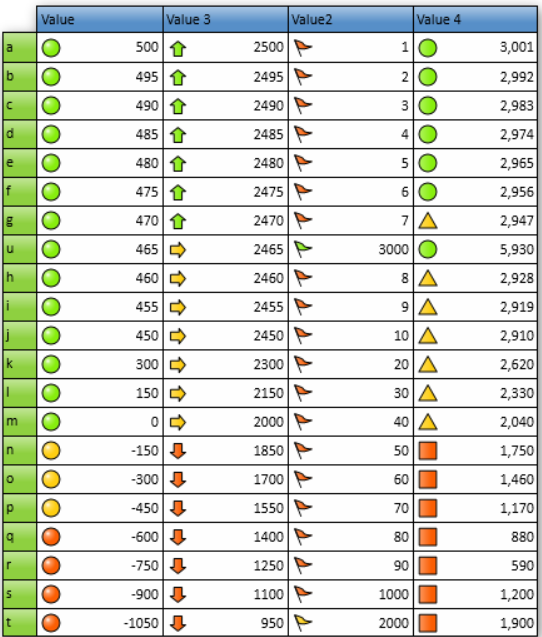 Value Value 3 Value2 Value 4
a 500 2500 1 3,001
b 495 2495 2 2,992
c 490 2490 3 2,983
d 485 2485 4 2,974
e 480 2480 5 2,965
f 475 2475 6 2,956
g 470 2470 7 2,947
u 465 2465 3000 5,930
h 460 2460 8 2,928
i 455 2455 9 2,919
j 450 2450 10 2,910
k 300 2300 20 2,620
l 150 2150 30 2,330
m 0 2000 40 2,040
n -150 1850 50 1,750
o -300 1700 60 1,460
p -450 1550 70 1,170
q -600 1400 80 880
r -750 1250 90 590
s -900 1100 1000 1,200
t -1050 950 2000 1,900